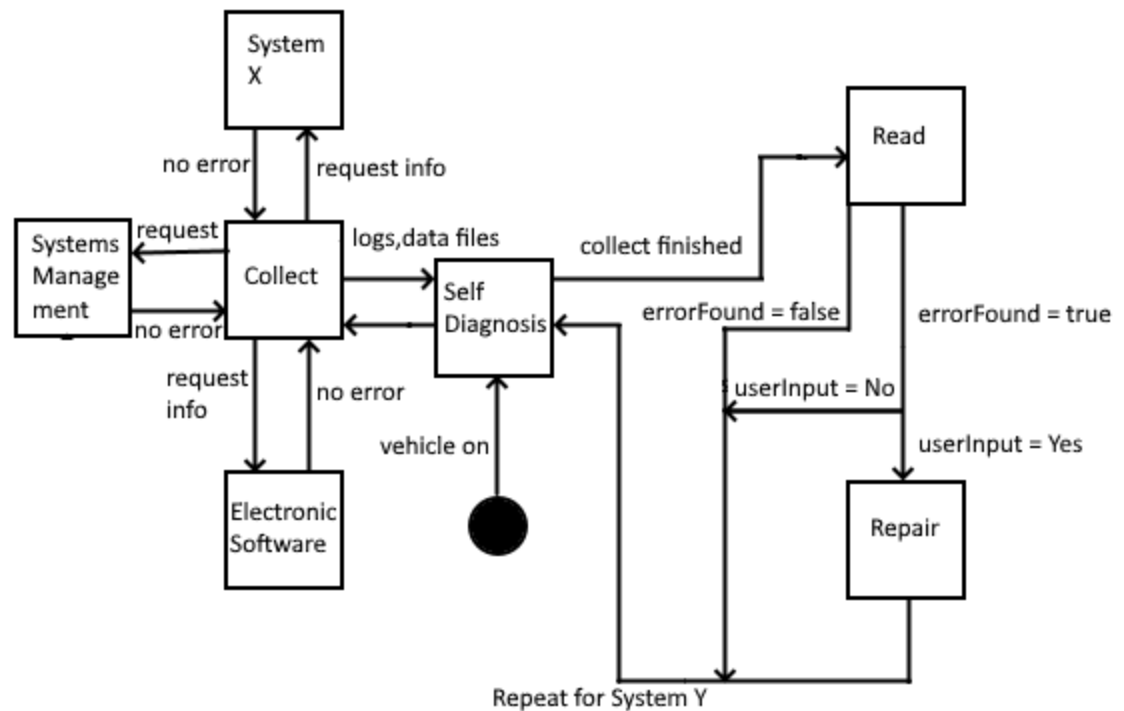 System
X
no error
request info
Read
request
Systems
Manage
ment
Collect
logs,data files
collect finished
Self
Diagnosis
errorFound = false
errorFound = true
no error
request
info
no error
userInput = No
vehicle on
userInput = Yes
Electronic
Software
Repair
Repeat for System Y